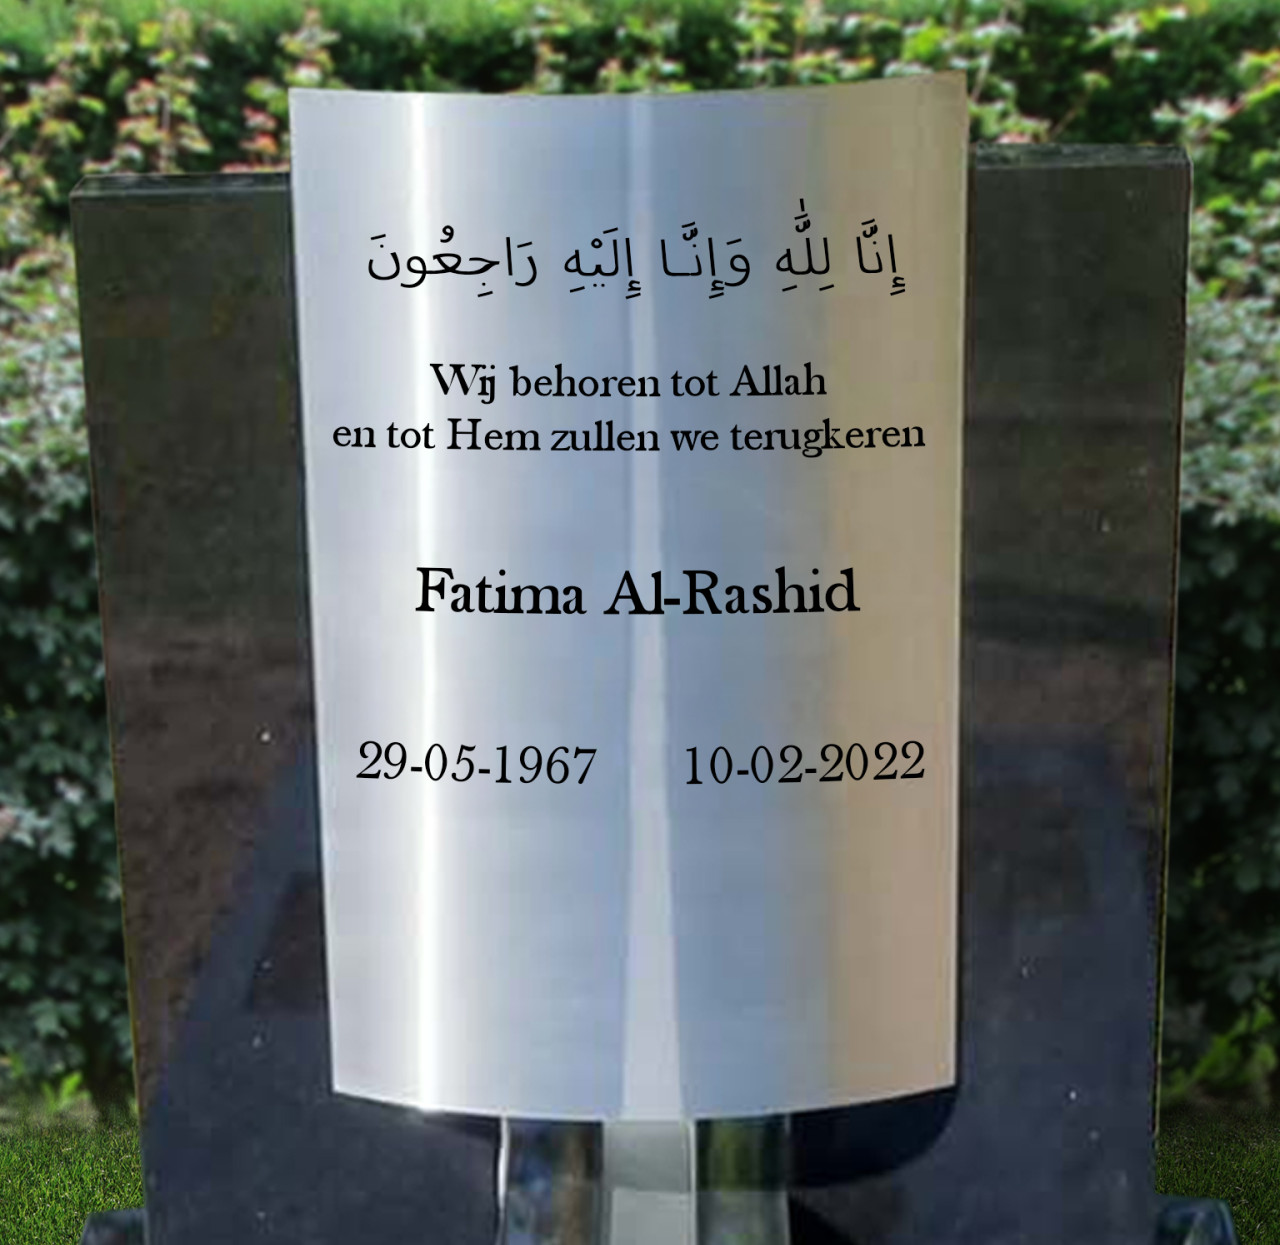 إِنَّا لِلَّٰهِ وَإِنَّـا إِلَيْهِ رَاجِعُونَ
Wij behoren tot Allah
en tot Hem zullen we terugkeren
Fatima Al-Rashid
29-05-1967 10-02-2022